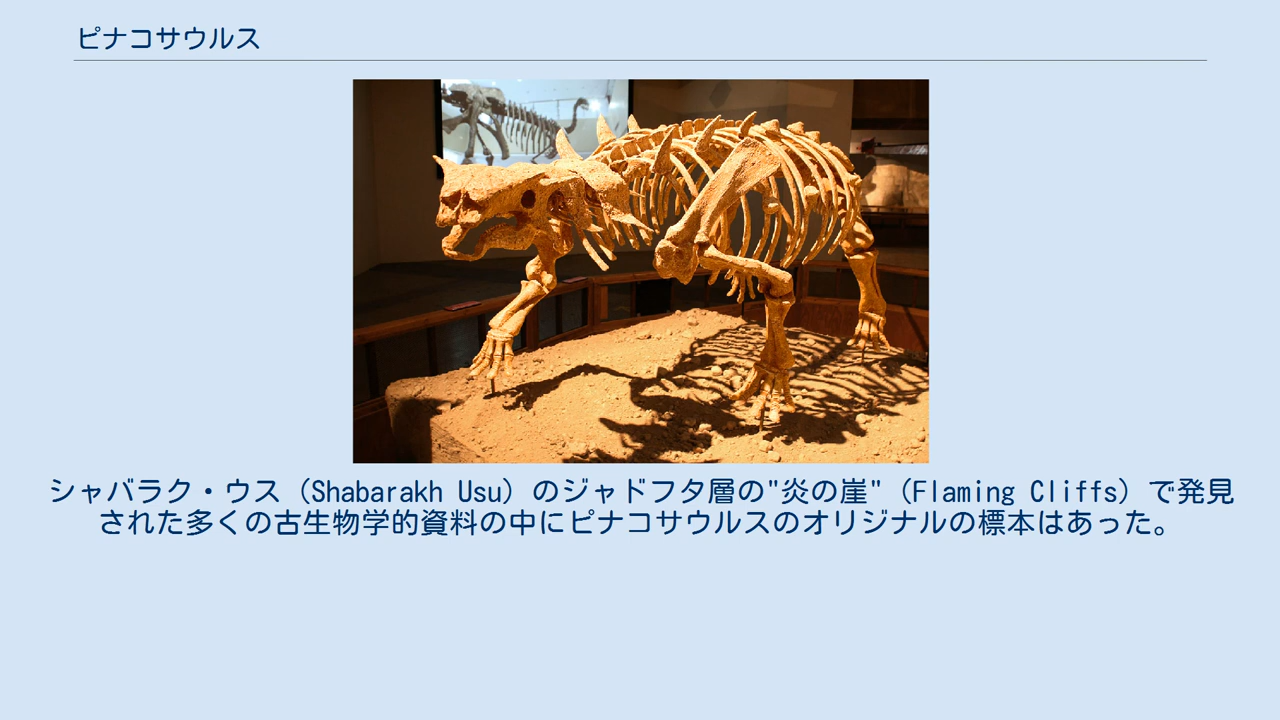 ピナコサウルス
シャバラク・ウス（Shabarakh Usu）のジャドフタ層の"炎の崖"（Flaming Cliffs）で発見
された多くの古生物学的資料の中にピナコサウルスのオリジナルの標本はあった。